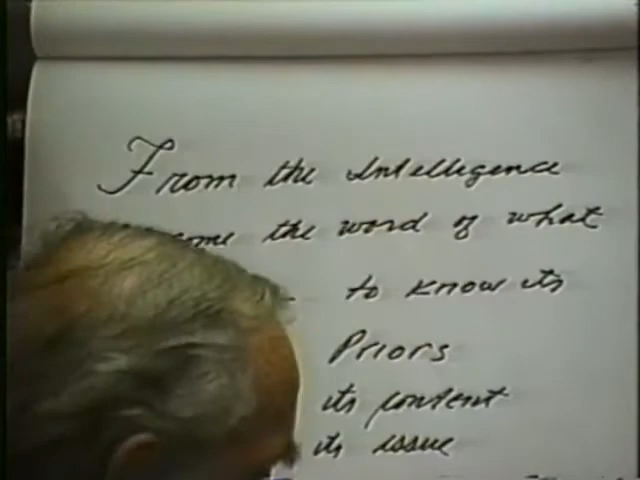 From the Intelligence
the word of what
to know its
Priors
its content
its issue